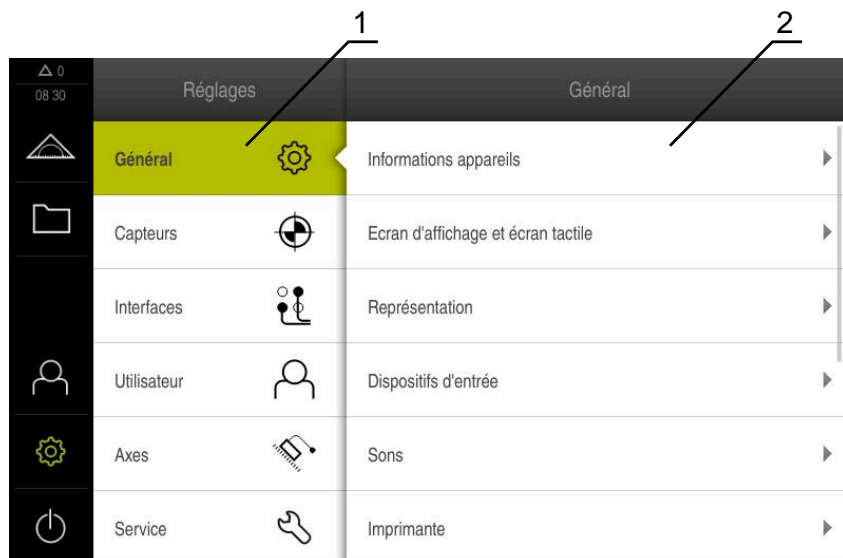 1
2
0
08 30
Réglages
Général
Général
Capteurs
Interfaces
Utilisateur
Axes
Service
Informations appareils
Ecran d'affichage et écran tactile
Représentation
Dispositifs d'entrée
Sons
Imprimante